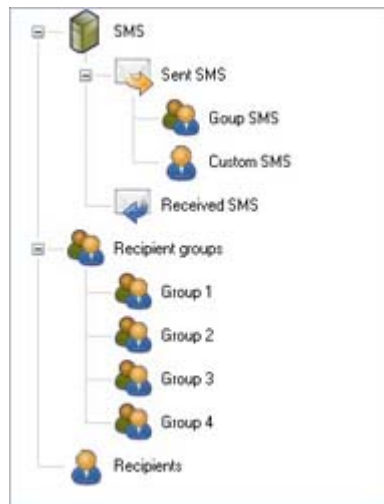 SMS
Sent SMS
Goup SMS
Custom SMS
Received SMS
Recipient groups
Group 1
Group 2
Group 3
Group 4
Recipients